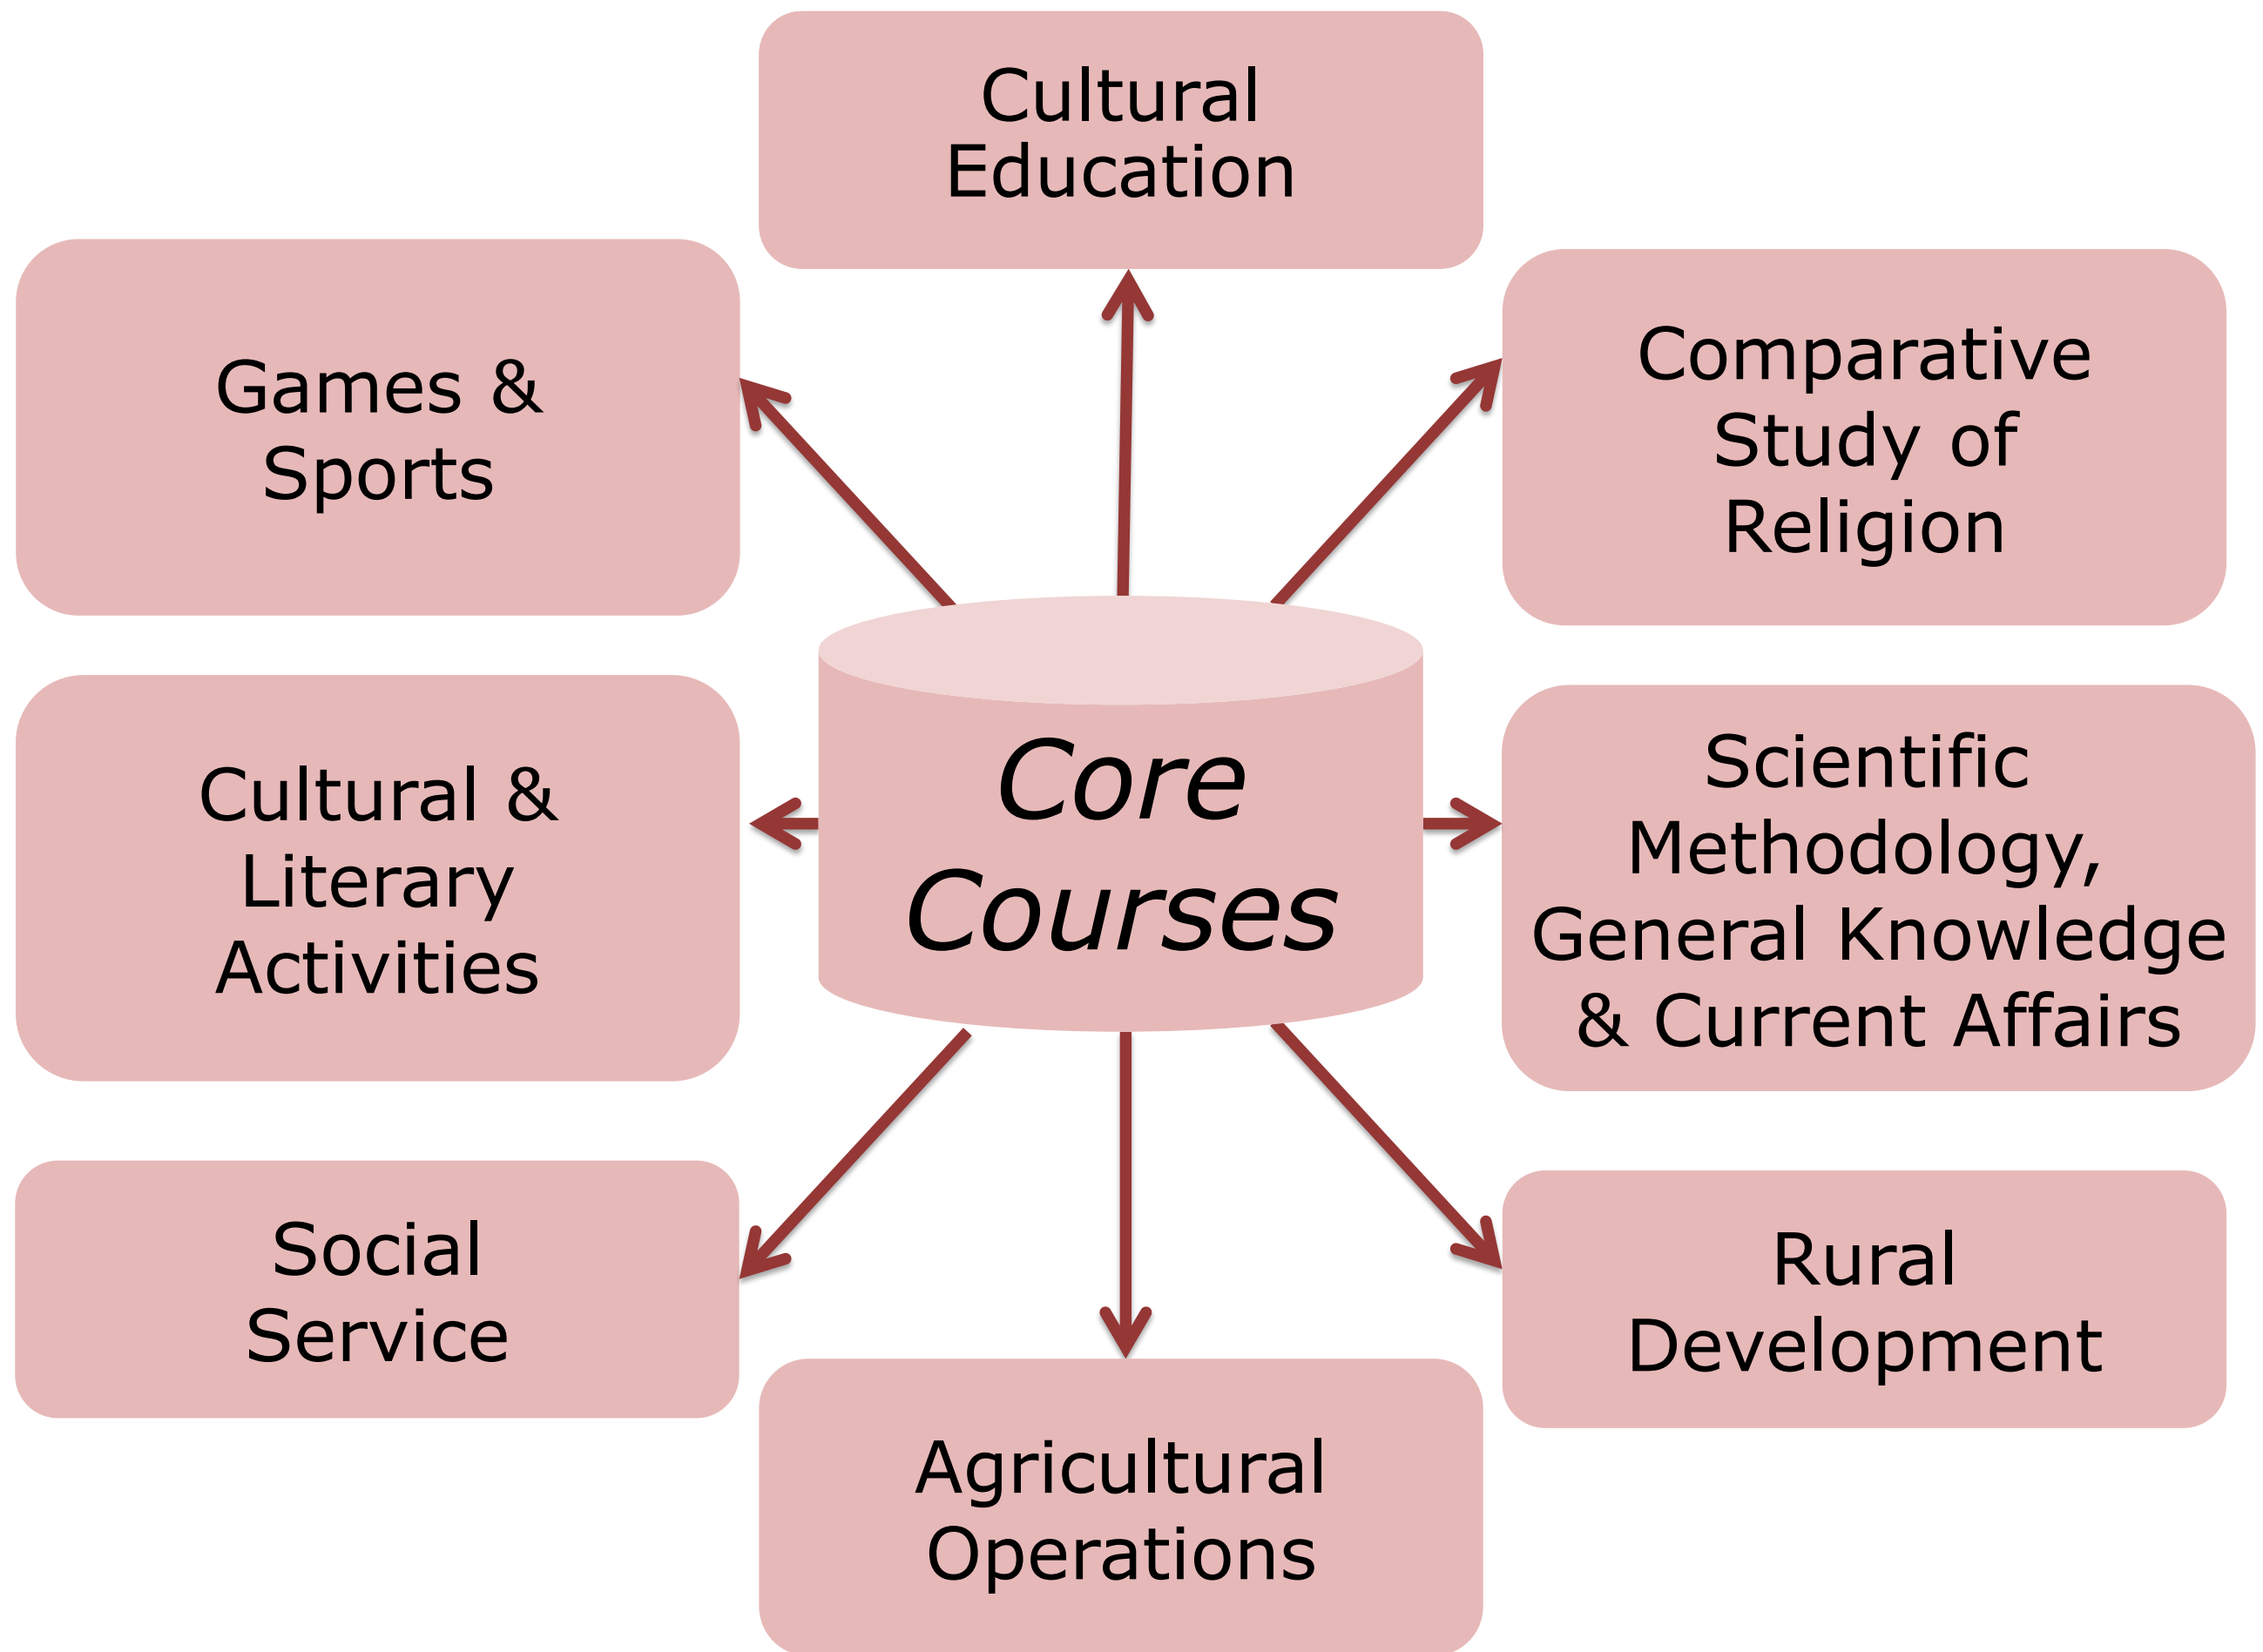 Cultural
Education
Games &
Sports
Comparative
Study of
Religion
Core
Courses
Cultural &
Literary
Activities
Scientific
Methodology,
General Knowledge
& Current Affairs
Social
Service
Rural
Development
Agricultural
Operations